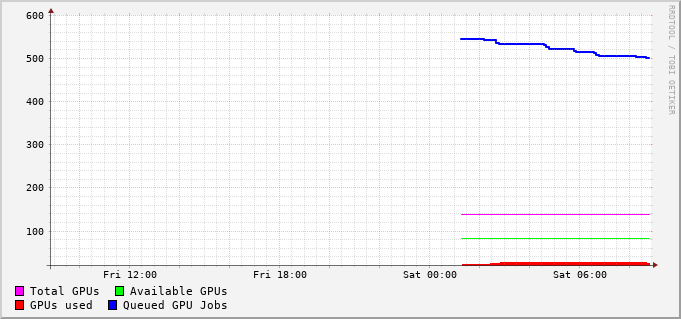 600
500
400
300
200
100
Fri 12:00 Fri 18:00 Sat 00:00 Sat 06:00
Total GPUs Available GPUs
GPUs used Queued GPU Jobs
RRDTOOL / TOBI OETIKER